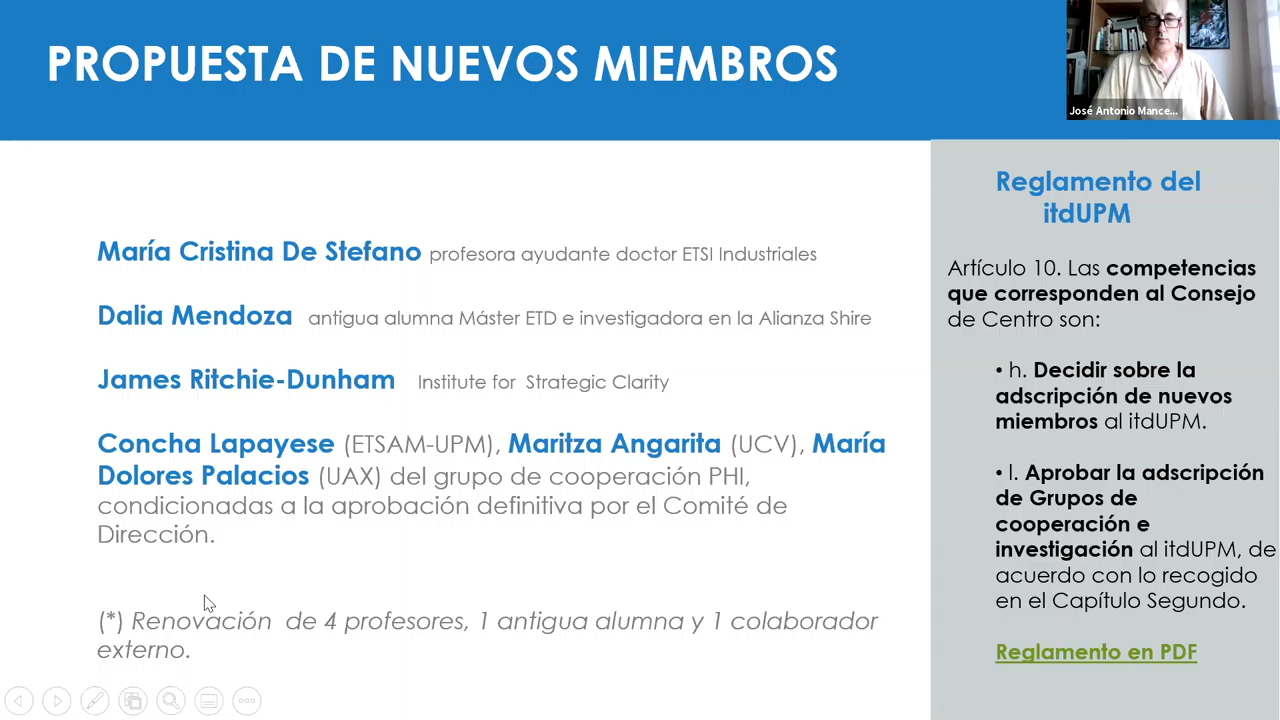 PROPUESTA DE NUEVOS MIEMBROS
José Antonio Mance...
María Cristina De Stefano profesora ayudante doctor ETSI Industriales
Dalia Mendoza antigua alumna Máster ETD e investigadora en la Alianza Shire
James Ritchie-Dunham Institute for Strategic Clarity
Concha Lapayese (ETSAM-UPM), Maritza Angarita (UCV), María
Dolores Palacios (UAX) del grupo de cooperación PHI,
condicionadas a la aprobación definitiva por el Comité de
Dirección.
(*) Renovación de 4 profesores, 1 antigua alumna y 1 colaborador
externo.
Reglamento del
itdUPM
Artículo 10. Las competencias
que corresponden al Consejo
de Centro son:
• h. Decidir sobre la
adscripción de nuevos
miembros al itdUPM.
• l. Aprobar la adscripción
de Grupos de
cooperación e
investigación al itdUPM, de
acuerdo con lo recogido
en el Capítulo Segundo.
Reglamento en PDF